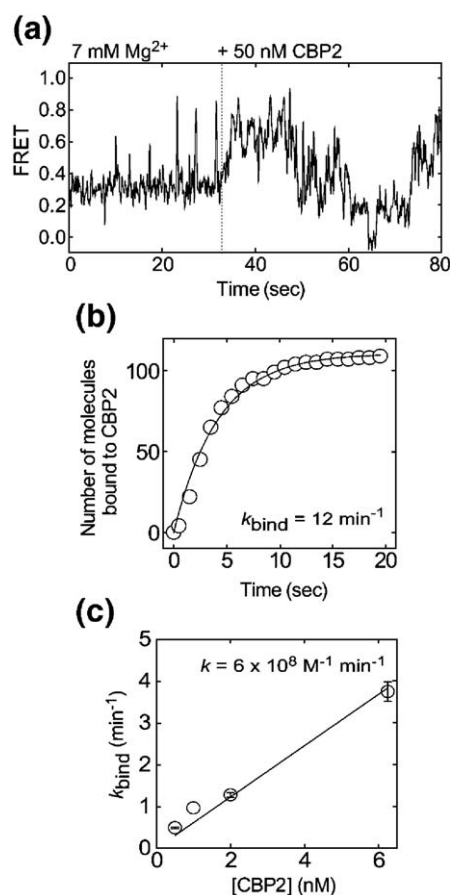 (a)
7 mM Mg²⁺ + 50 nM CBP2
FRET
1.0
0.8
0.6
0.4
0.2
0.0
0 20 40 60 80
Time (sec)
(b)
Number of molecules
bound to CBP2
100
50
0
k_bind = 12 min⁻¹
0 5 10 15 20
Time (sec)
(c)
k_bind (min⁻¹)
5
4
3
2
1
0
k = 6 x 10⁸ M⁻¹ min⁻¹
0 2 4 6
[CBP2] (nM)